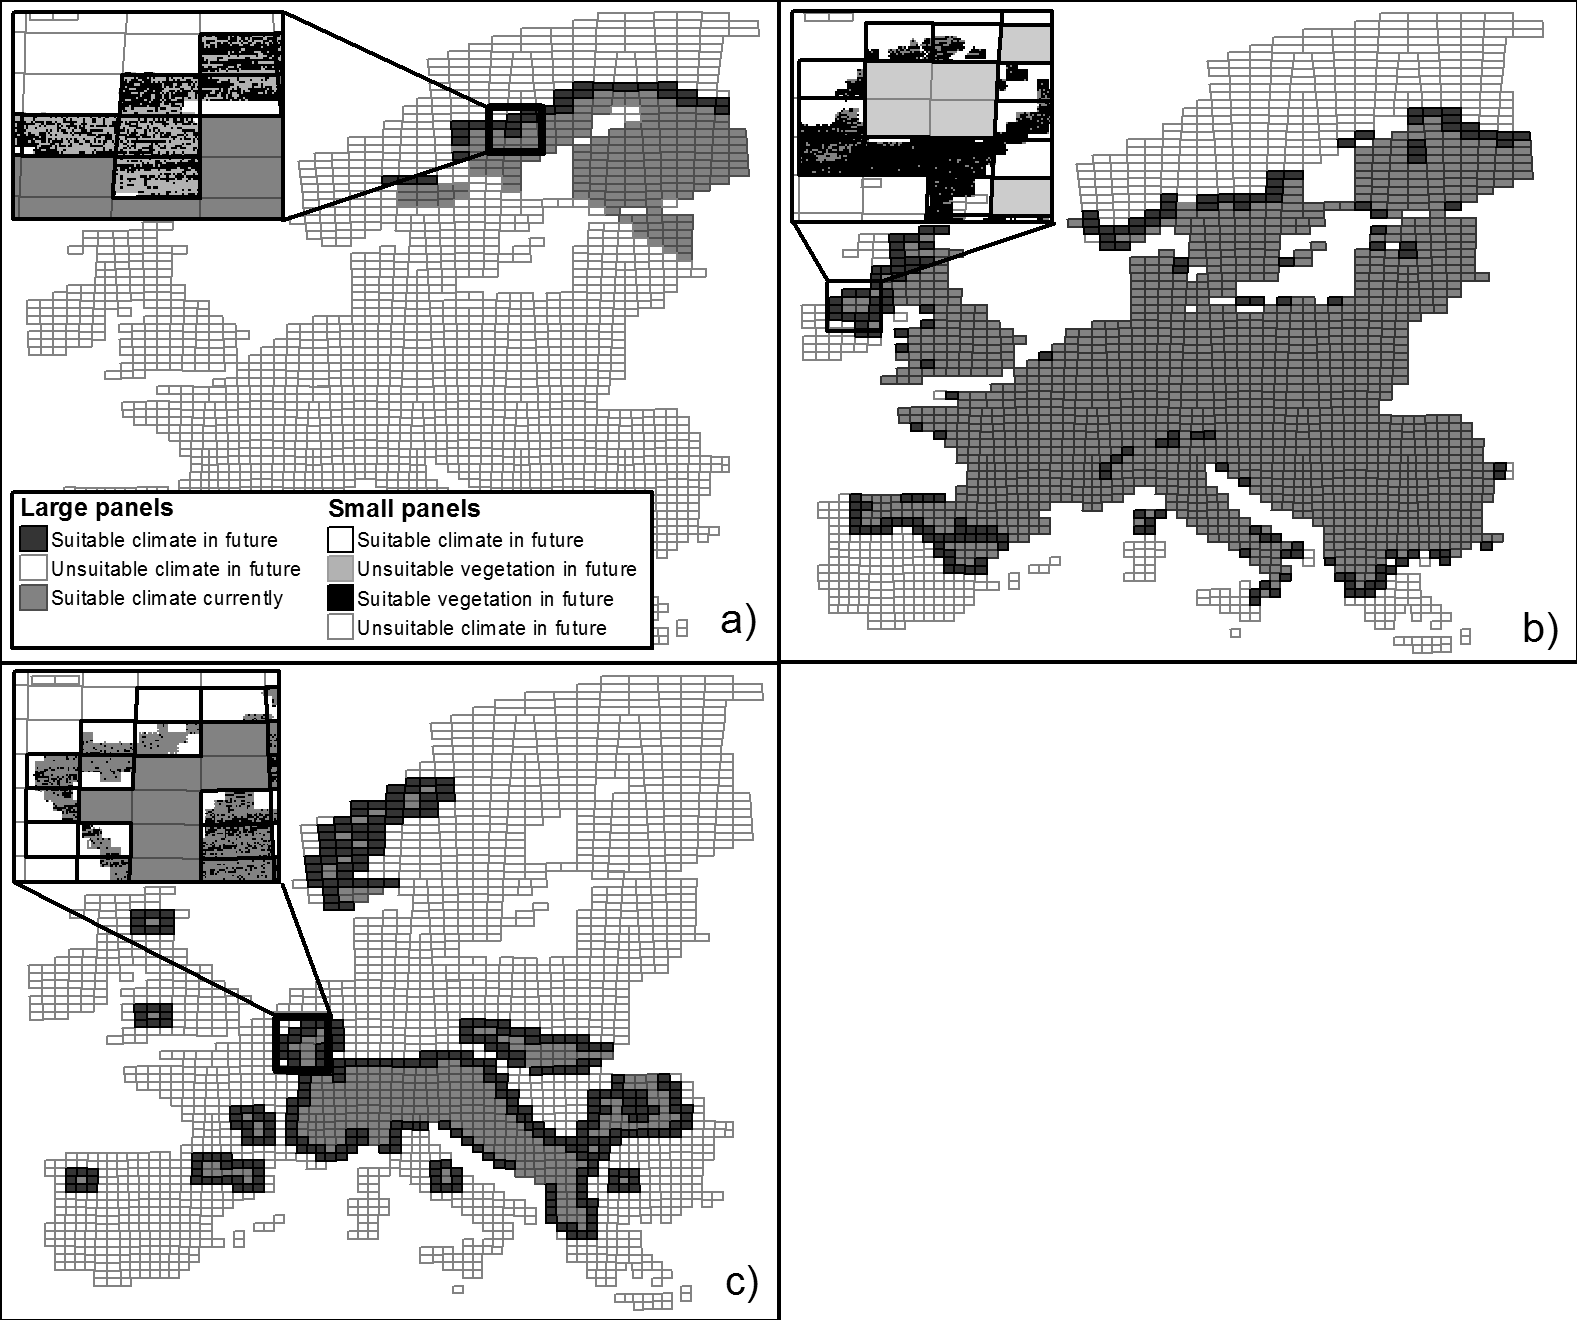 Large panels
Suitable climate in future
Unsuitable climate in future
Suitable climate currently
Small panels
Suitable climate in future
Unsuitable vegetation in future
Suitable vegetation in future
Unsuitable climate in future
a)
b)
c)